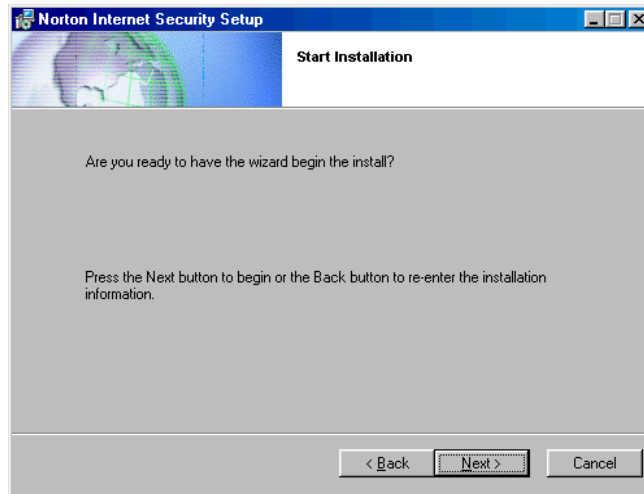 Norton Internet Security Setup
Start Installation
Are you ready to have the wizard begin the install?
Press the Next button to begin or the Back button to re-enter the installation
information.
< Back
Next >
Cancel